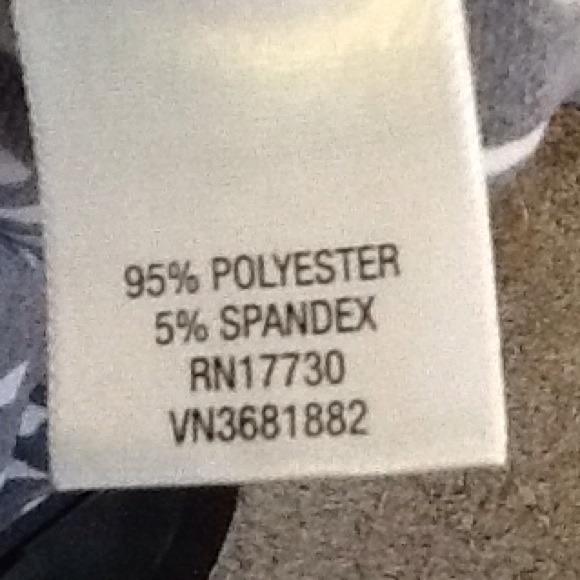 95% POLYESTER
5% SPANDEX
RN17730
VN3681882